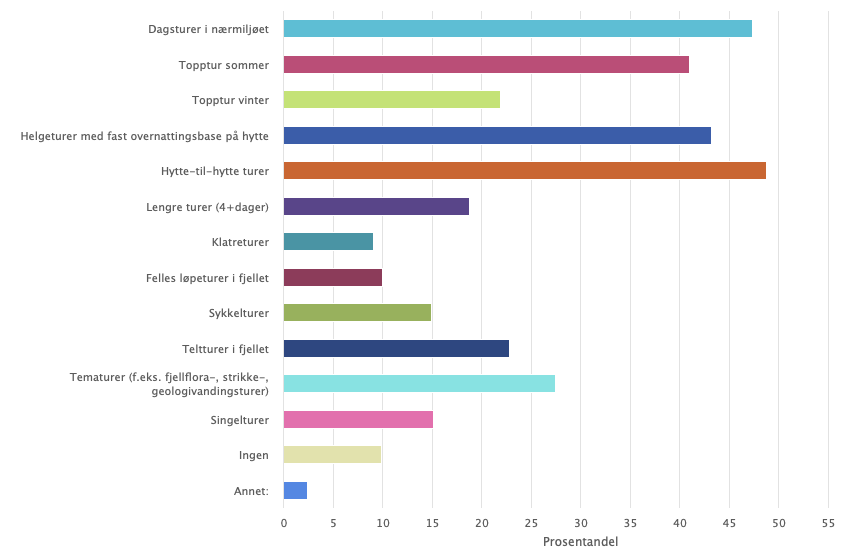 Dagsturer i nærmiljøet
Topptur sommer
Topptur vinter
Helgeturer med fast overnattingsbase på hytte
Hytte-til-hytte turer
Lengre turer (4+dager)
Klatreturer
Felles løpeturer i fjellet
Sykkelturer
Teltturer i fjellet
Tematurer (f.eks. fjellflora-, strikke-,
geologivandingsturer)
Singelturer
Ingen
Annet:
0 5 10 15 20 25 30 35 40 45 50 55
Prosentandel